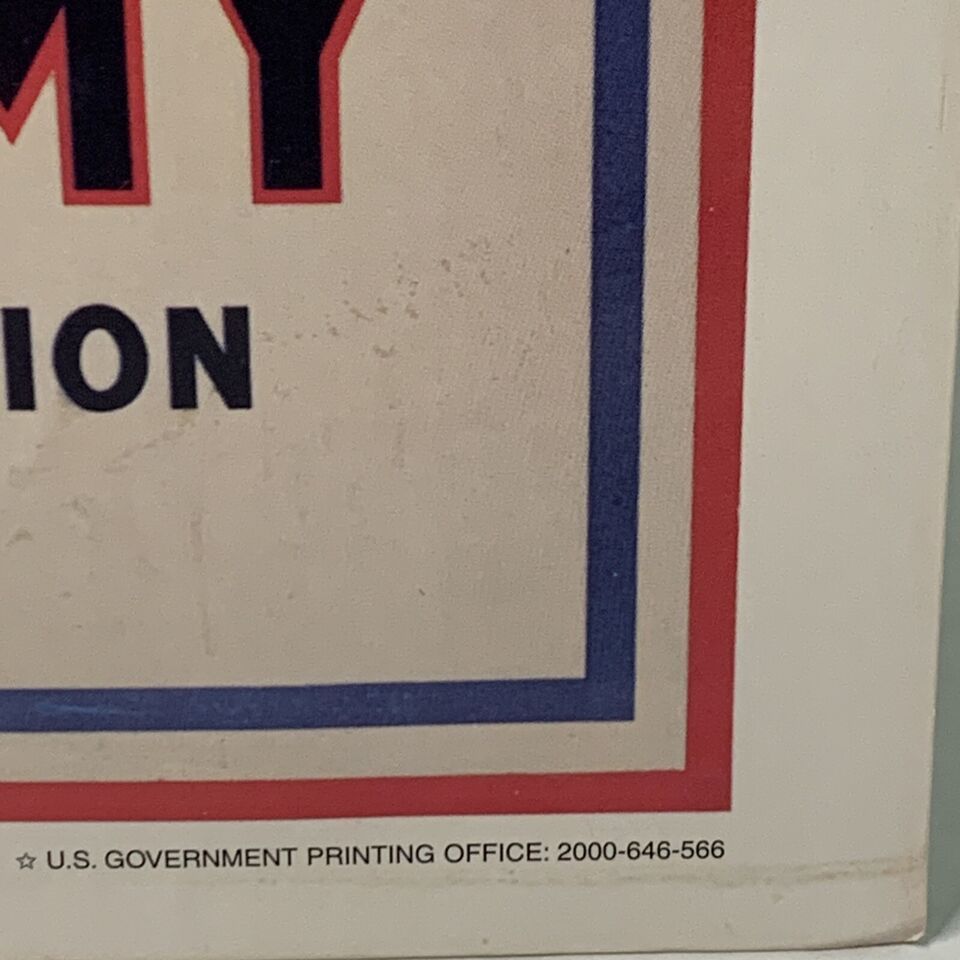 MY
ION
☆ U.S. GOVERNMENT PRINTING OFFICE: 2000-646-566